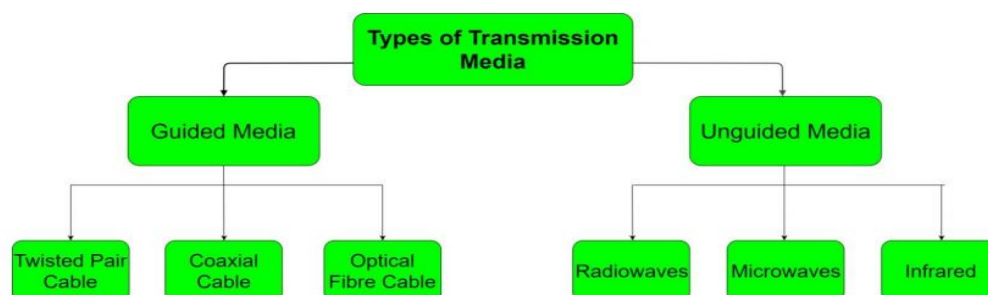 Types of Transmission
Media
Guided Media
Unguided Media
Twisted Pair
Cable
Coaxial
Cable
Optical
Fibre Cable
Radiowaves
Microwaves
Infrared